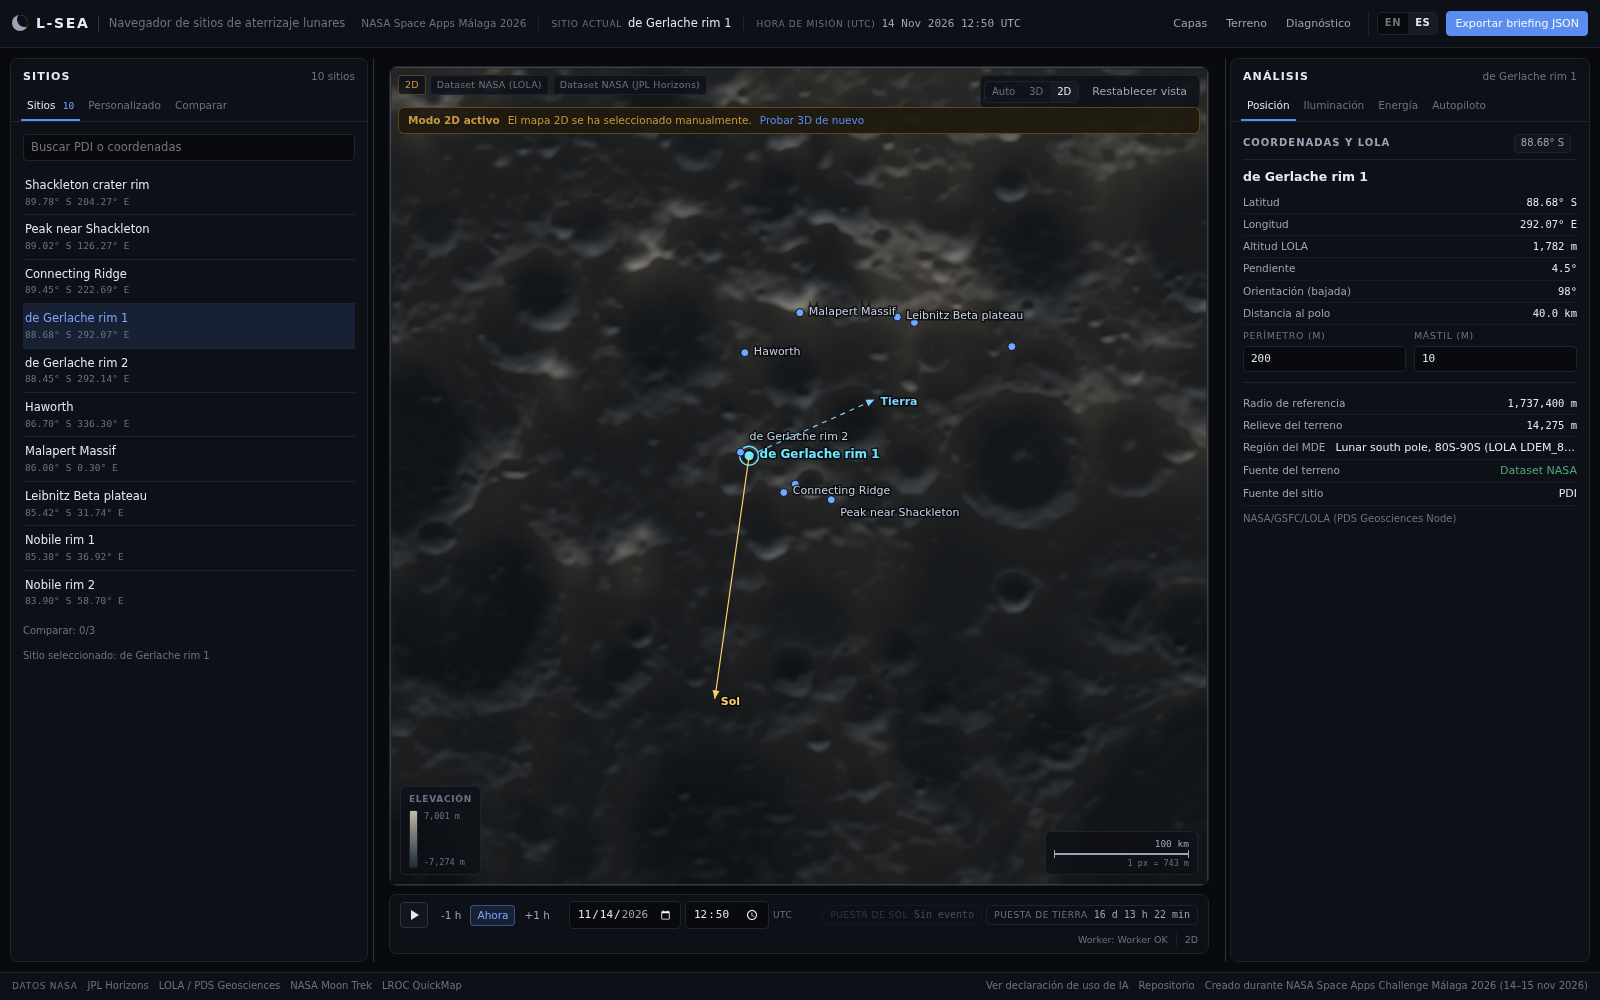 L-SEA Navegador de sitios de aterrizaje lunares NASA Space Apps Málaga 2026 SITIO ACTUAL de Gerlache rim 1 HORA DE MISIÓN (UTC) 14 Nov 2026 12:50 UTC Capas Terreno Diagnóstico EN ES Exportar briefing JSON
SITIOS 10 sitios
Sitios 10 Personalizado Comparar
Buscar PDI o coordenadas
Shackleton crater rim
89.78° S 204.27° E
Peak near Shackleton
89.02° S 126.27° E
Connecting Ridge
89.45° S 222.69° E
de Gerlache rim 1
88.68° S 292.07° E
de Gerlache rim 2
88.45° S 292.14° E
Haworth
86.70° S 336.30° E
Malapert Massif
86.00° S 0.30° E
Leibnitz Beta plateau
85.42° S 31.74° E
Nobile rim 1
85.30° S 36.92° E
Nobile rim 2
83.90° S 58.70° E
Comparar: 0/3
Sitio seleccionado: de Gerlache rim 1
2D Dataset NASA (LOLA) Dataset NASA (JPL Horizons) Auto 3D 2D Restablecer vista
Modo 2D activo El mapa 2D se ha seleccionado manualmente. Probar 3D de nuevo
Malapert Massif
Leibnitz Beta plateau
Haworth
Tierra
de Gerlache rim 2
de Gerlache rim 1
Connecting Ridge
Peak near Shackleton
Sol
ELEVACIÓN
7,001 m
-7,274 m
100 km
1 px = 743 m
-1 h Ahora +1 h 11/14/2026 12:50 UTC PUESTA DE SOL Sin evento PUESTA DE TIERRA 16 d 13 h 22 min
Worker: Worker OK 2D
ANÁLISIS de Gerlache rim 1
Posición Iluminación Energía Autopiloto
COORDENADAS Y LOLA 88.68° S
de Gerlache rim 1
Latitud 88.68° S
Longitud 292.07° E
Altitud LOLA 1,782 m
Pendiente 4.5°
Orientación (bajada) 98°
Distancia al polo 40.0 km
PERÍMETRO (M) MÁSTIL (M)
200 10
Radio de referencia 1,737,400 m
Relieve del terreno 14,275 m
Región del MDE Lunar south pole, 80S-90S (LOLA LDEM_8...
Fuente del terreno Dataset NASA
Fuente del sitio PDI
NASA/GSFC/LOLA (PDS Geosciences Node)
DATOS NASA JPL Horizons LOLA / PDS Geosciences NASA Moon Trek LROC QuickMap Ver declaración de uso de IA Repositorio Creado durante NASA Space Apps Challenge Málaga 2026 (14–15 nov 2026)